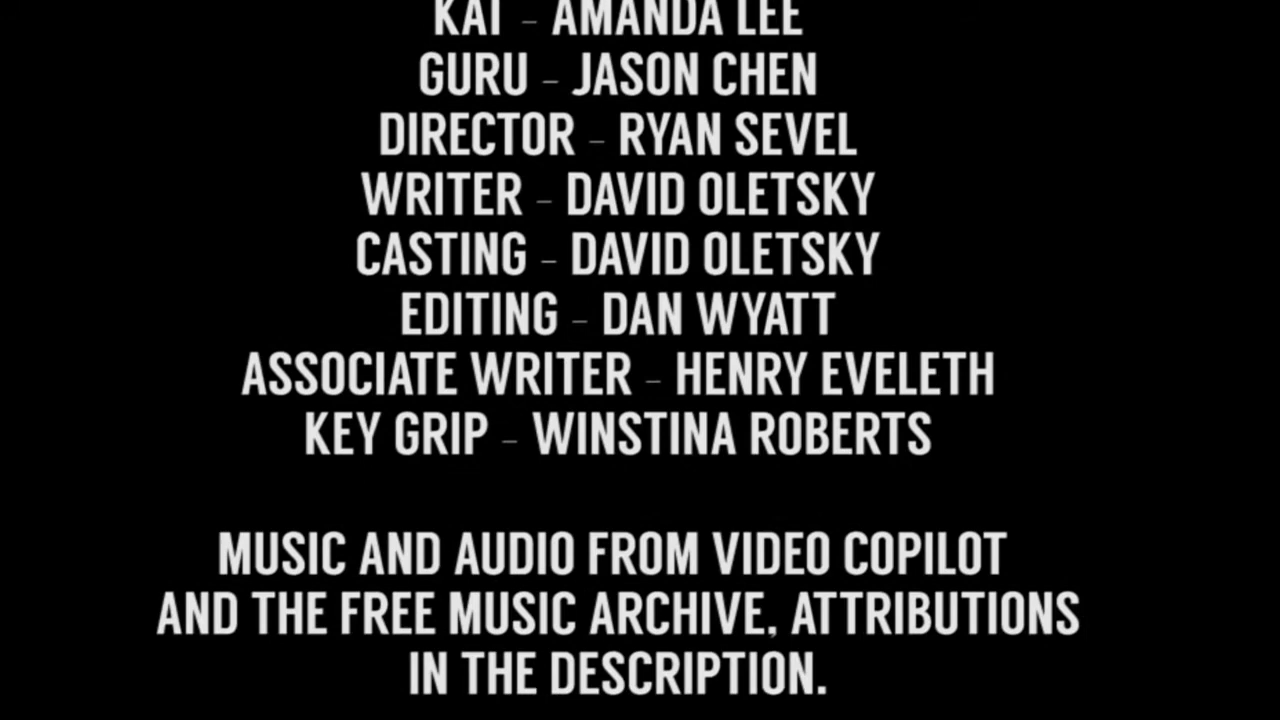 KAI – AMANDA LEE
GURU – JASON CHEN
DIRECTOR – RYAN SEVEL
WRITER – DAVID OLETSKY
CASTING – DAVID OLETSKY
EDITING – DAN WYATT
ASSOCIATE WRITER – HENRY EVELETH
KEY GRIP – WINSTINA ROBERTS
MUSIC AND AUDIO FROM VIDEO COPILOT
AND THE FREE MUSIC ARCHIVE, ATTRIBUTIONS
IN THE DESCRIPTION.